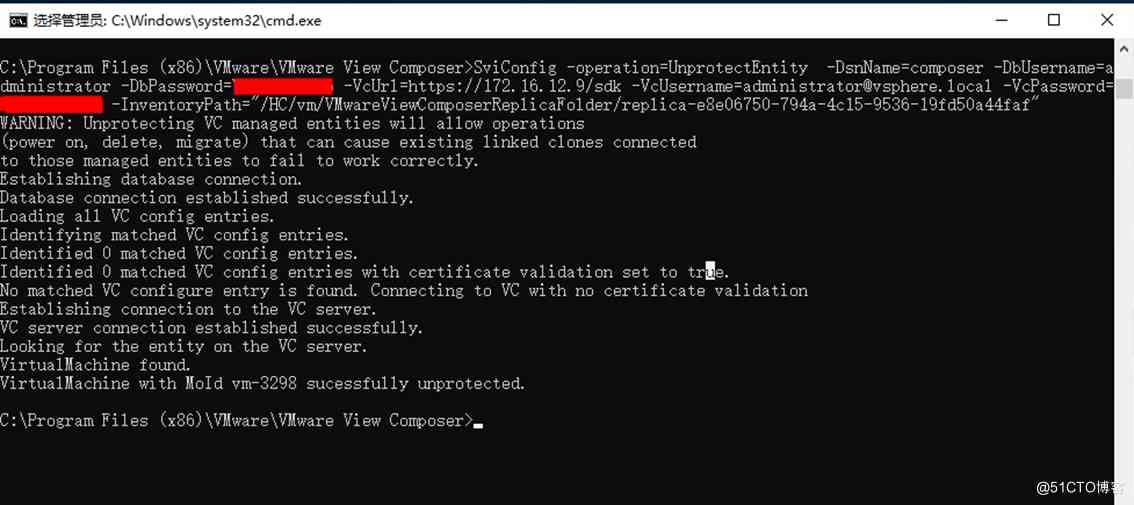 选择管理员: C:\Windows\system32\cmd.exe
C:\Program Files (x86)\VMware\VMware View Composer>SviConfig -operation=UnprotectEntity  -DsnName=composer -DbUsername=a
dministrator -DbPassword= -VcUrl=https://172.16.12.9/sdk -VcUsername=administrator@vsphere.local -VcPassword=
-InventoryPath="/HC/vm/VMwareViewComposerReplicaFolder/replica-e8e06750-794a-4c15-9536-19fd50a44faf"
WARNING: Unprotecting VC managed entities will allow operations
(power on, delete, migrate) that can cause existing linked clones connected
to those managed entities to fail to work correctly.
Establishing database connection.
Database connection established successfully.
Loading all VC config entries.
Identifying matched VC config entries.
Identified 0 matched VC config entries.
Identified 0 matched VC config entries with certificate validation set to true.
No matched VC configure entry is found. Connecting to VC with no certificate validation
Establishing connection to the VC server.
VC server connection established successfully.
Looking for the entity on the VC server.
VirtualMachine found.
VirtualMachine with MoId vm-3298 sucessfully unprotected.
C:\Program Files (x86)\VMware\VMware View Composer>
@51CTO博客